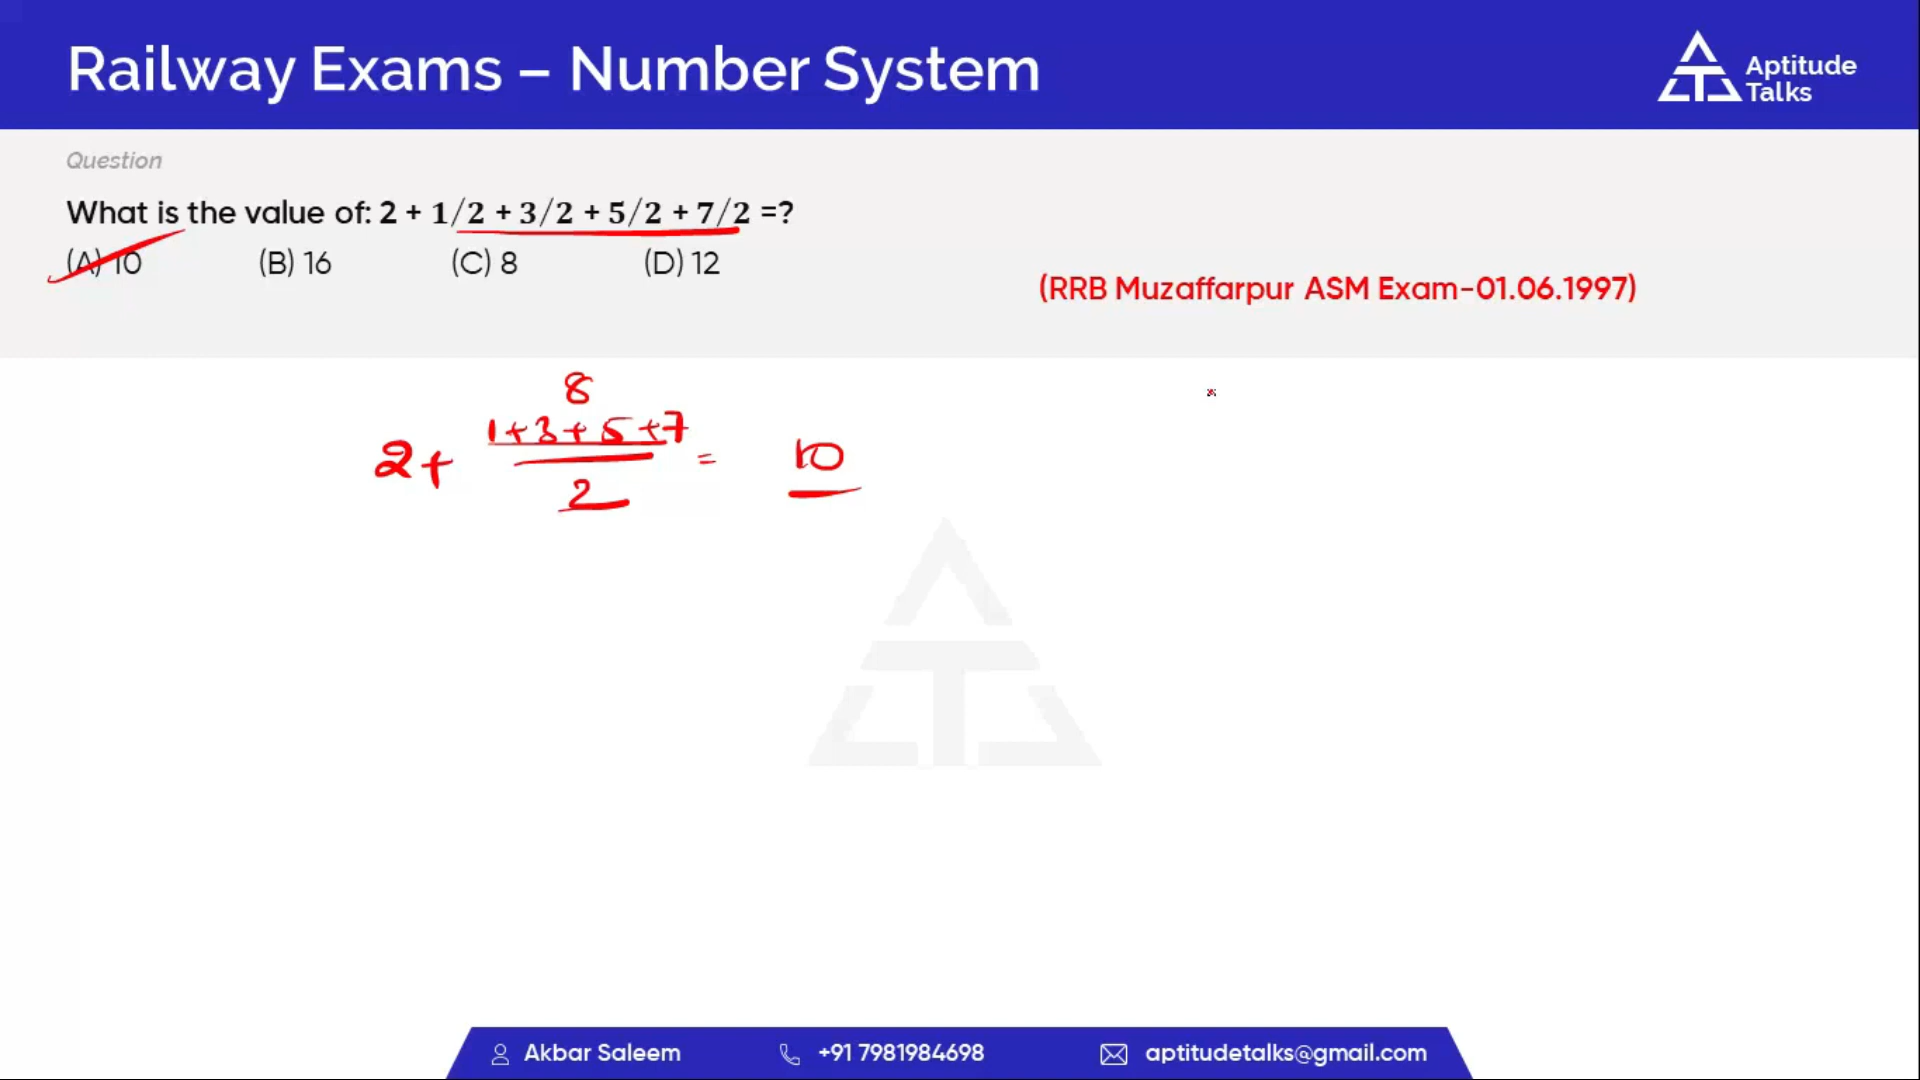 Railway Exams – Number System
Aptitude
Talks
Question
What is the value of: 2 + 1/2 + 3/2 + 5/2 + 7/2 =?
(A) 10 (B) 16 (C) 8 (D) 12
(RRB Muzaffarpur ASM Exam-01.06.1997)
8
1+3+5+7
2+ = 10
2
Akbar Saleem +91 7981984698 aptitudetalks@gmail.com